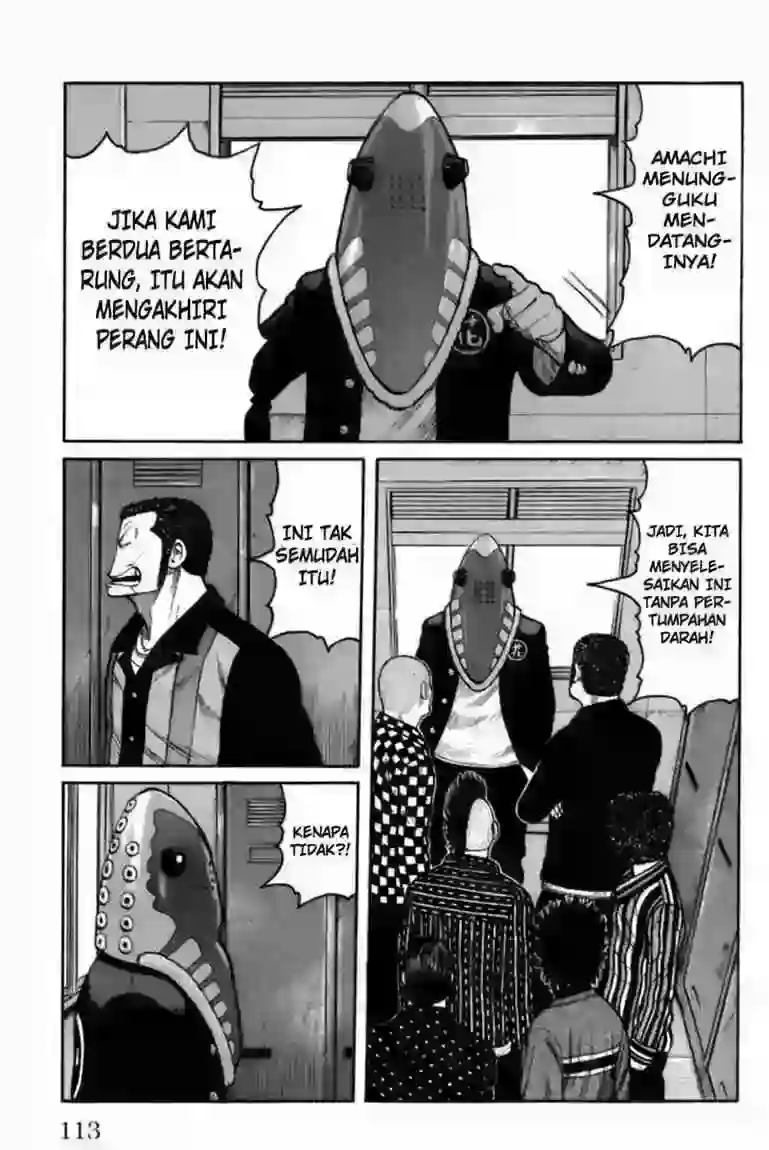 AMACHI
MENUNG-
GUKU
MEN-
DATANG-
INYA!
JIKA KAMI
BERDUA BERTA-
RUNG, ITU AKAN
MENGAKHIRI
PERANG INI!
JADI, KITA
BISA
MENYELE-
SAIKAN INI
TANPA PER-
TUMPAHAN
DARAH!
INI TAK
SEMUDAH
ITU!
KENAPA
TIDAK?!
113